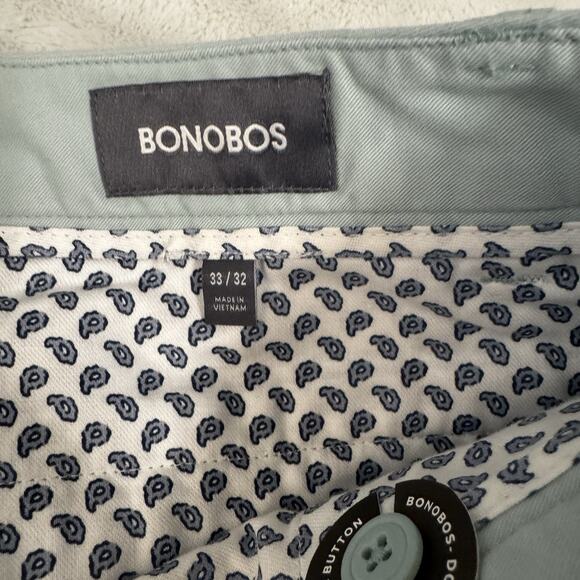 BONOBOS
33 / 32
MADE IN
VIETNAM
BUTTON
BONOBOS-